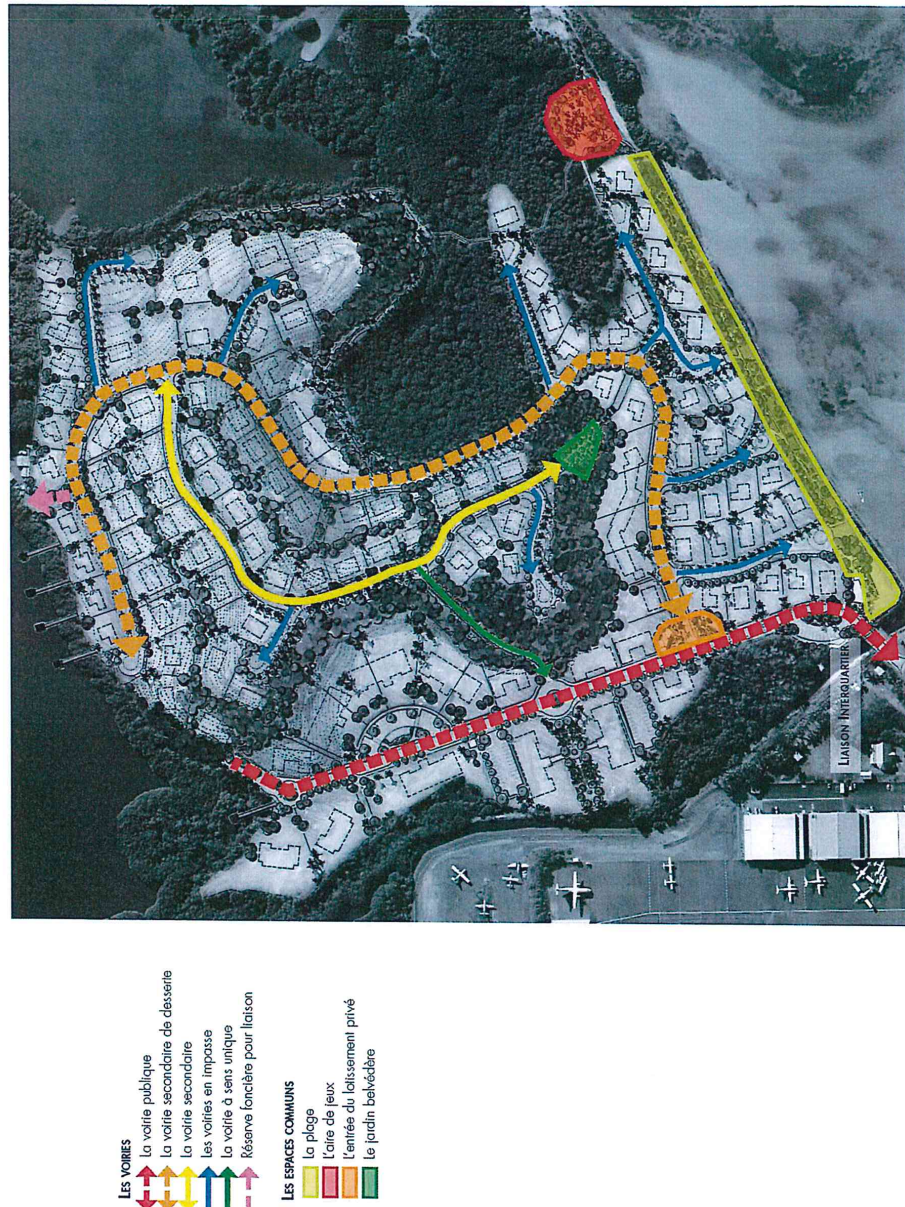 LES VOIRIES
La voirie publique
La voirie secondaire de desserte
La voirie secondaire
Les voiries en impasse
La voirie à sens unique
Réserve foncière pour liaison
LES ESPACES COMMUNS
La plage
L'aire de jeux
L'entrée du lotissement privé
Le jardin belvédère
LIAISON INTERQUARTIER